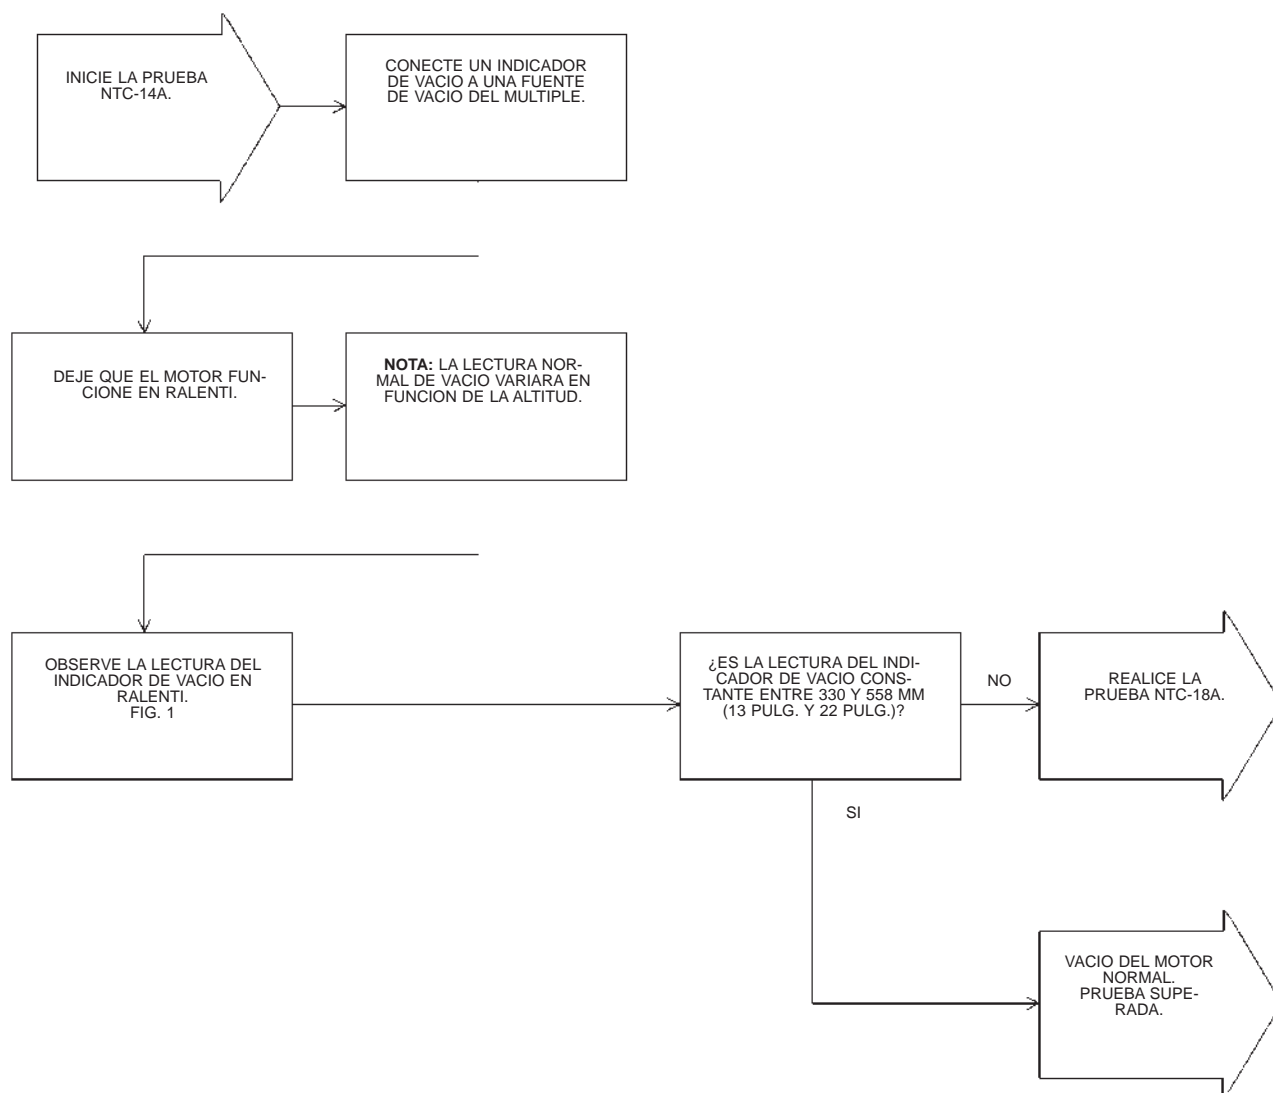 INICIE LA PRUEBA
NTC-14A.
CONECTE UN INDICADOR
DE VACIO A UNA FUENTE
DE VACIO DEL MULTIPLE.
DEJE QUE EL MOTOR FUN-
CIONE EN RALENTI.
NOTA: LA LECTURA NOR-
MAL DE VACIO VARIARA EN
FUNCION DE LA ALTITUD.
OBSERVE LA LECTURA DEL
INDICADOR DE VACIO EN
RALENTI.
FIG. 1
¿ES LA LECTURA DEL INDI-
CADOR DE VACIO CONS-
TANTE ENTRE 330 Y 558 MM
(13 PULG. Y 22 PULG.)?
NO
REALICE LA
PRUEBA NTC-18A.
SI
VACIO DEL MOTOR
NORMAL.
PRUEBA SUPE-
RADA.